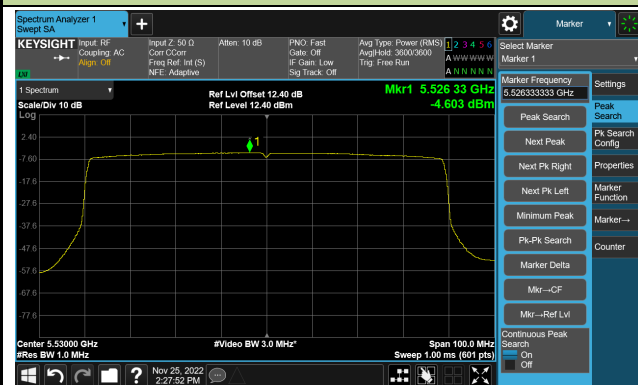 Spectrum Analyzer 1
Swept SA
Marker
KEYSIGHT
Input: RF
Coupling: AC
Align: Off
Input Z: 50 Ω
Corr CCorr
Freq Ref: Int (S)
NFE: Adaptive
Atten: 10 dB
PNO: Fast
Gate: Off
IF Gain: Low
Sig Track: Off
Avg Type: Power (RMS)
Avg|Hold: 3600/3600
Trig: Free Run
1 2 3 4 5 6
A W W W W W
A N N N N N
LXI
Select Marker
Marker 1
1 Spectrum
Scale/Div 10 dB
Log
Ref Lvl Offset 12.40 dB
Ref Level 12.40 dBm
Mkr1 5.526 33 GHz
-4.603 dBm
1
2.40
-7.60
-17.6
-27.6
-37.6
-47.6
-57.6
-67.6
-77.6
Center 5.53000 GHz
#Res BW 1.0 MHz
#Video BW 3.0 MHz*
Span 100.0 MHz
Sweep 1.00 ms (601 pts)
Marker Frequency
5.526333333 GHz
Peak Search
Next Peak
Next Pk Right
Next Pk Left
Minimum Peak
Pk-Pk Search
Marker Delta
Mkr→CF
Mkr→Ref Lvl
Continuous Peak
Search
On
Off
Settings
Peak
Search
Pk Search
Config
Properties
Marker
Function
Marker→
Counter
Nov 25, 2022
2:27:52 PM